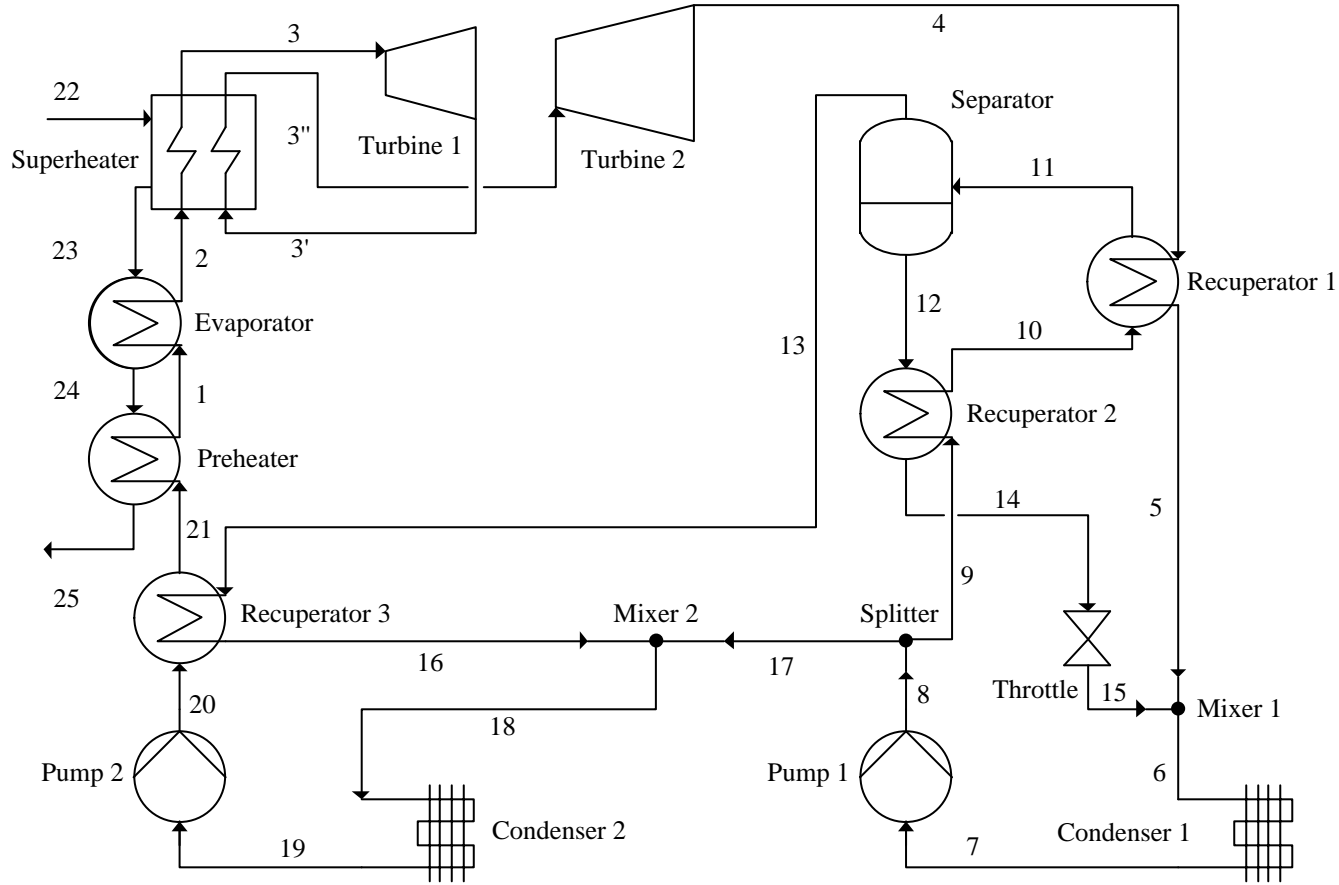 4
3
22
Separator
3"
Turbine 1
Turbine 2
Superheater
11
3'
23
2
Recuperator 1
12
Evaporator
10
13
24
1
Recuperator 2
Preheater
14
5
21
9
25
Recuperator 3
Mixer 2
Splitter
16
17
Throttle
15
20
8
Mixer 1
18
Pump 2
Pump 1
6
Condenser 2
Condenser 1
19
7